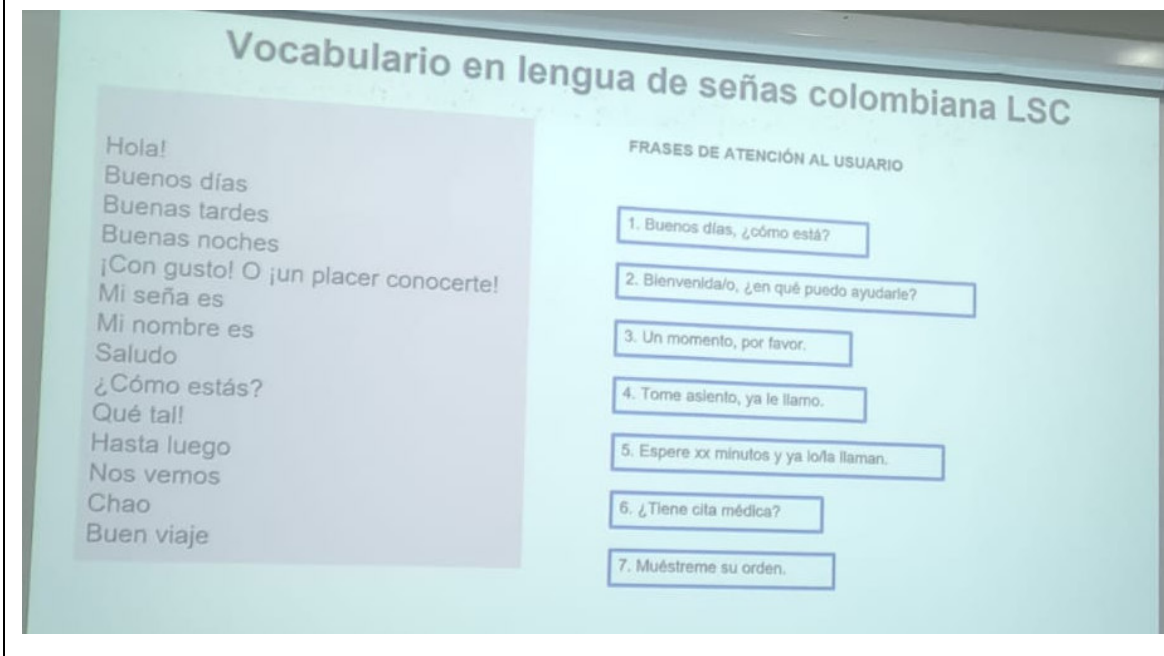 Vocabulario en lengua de señas colombiana LSC
Hola!
Buenos días
Buenas tardes
Buenas noches
¡Con gusto! O ¡un placer conocerte!
Mi seña es
Mi nombre es
Saludo
¿Cómo estás?
Qué tal!
Hasta luego
Nos vemos
Chao
Buen viaje
FRASES DE ATENCIÓN AL USUARIO
1. Buenos días, ¿cómo está?
2. Bienvenida/o, ¿en qué puedo ayudarle?
3. Un momento, por favor.
4. Tome asiento, ya le llamo.
5. Espere xx minutos y ya lo/la llaman.
6. ¿Tiene cita médica?
7. Muéstreme su orden.